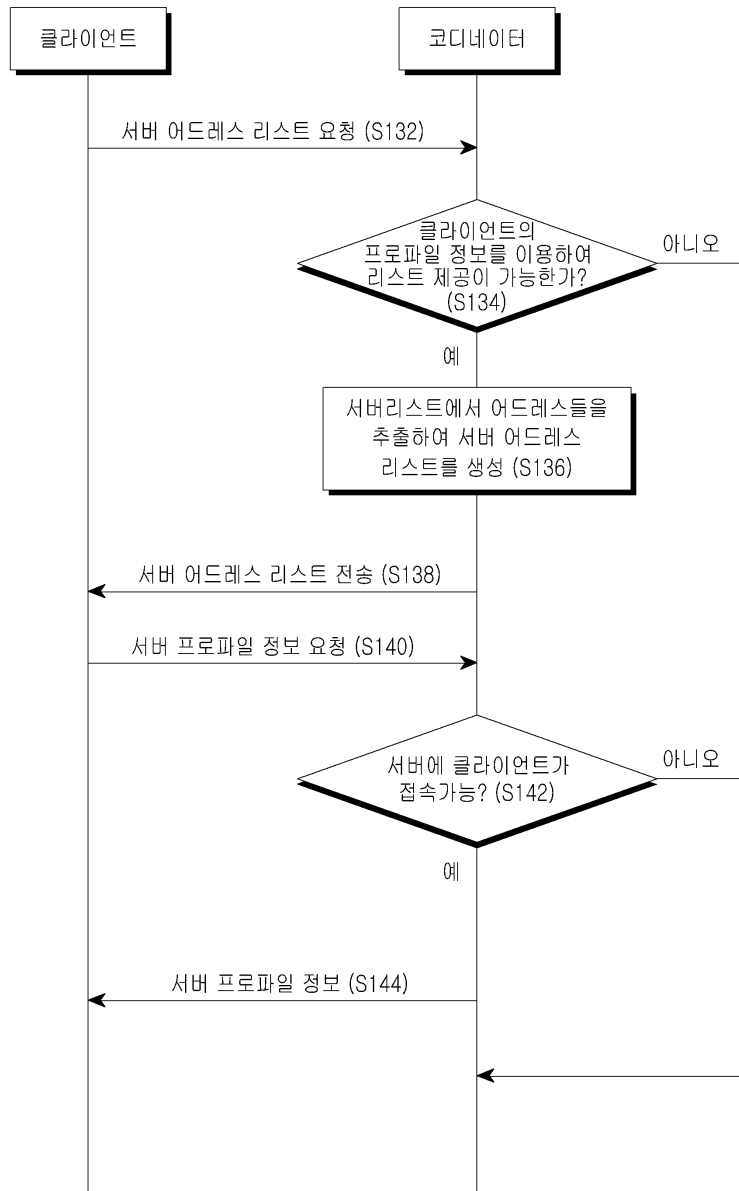 클라이언트
코디네이터
서버 어드레스 리스트 요청 (S132)
클라이언트의
프로파일 정보를 이용하여
리스트 제공이 가능한가?
(S134)
아니오
예
서버리스트에서 어드레스들을
추출하여 서버 어드레스
리스트를 생성 (S136)
서버 어드레스 리스트 전송 (S138)
서버 프로파일 정보 요청 (S140)
서버에 클라이언트가
접속가능? (S142)
아니오
예
서버 프로파일 정보 (S144)